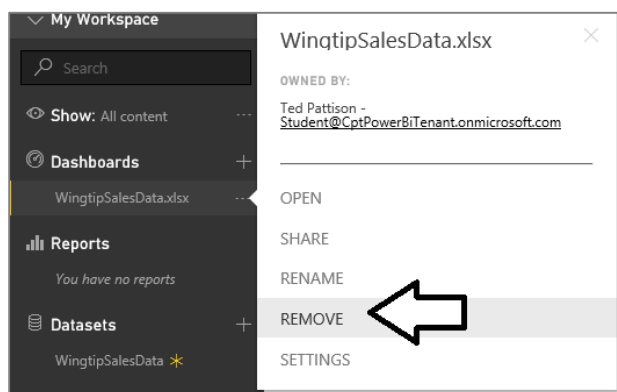 My Workspace
Search
Show: All content
Dashboards
WingtipSalesData.xlsx
Reports
You have no reports
Datasets
WingtipSalesData
WingtipSalesData.xlsx
OWNED BY:
Ted Pattison -
Student@CptPowerBiTenant.onmicrosoft.com
OPEN
SHARE
RENAME
REMOVE
SETTINGS